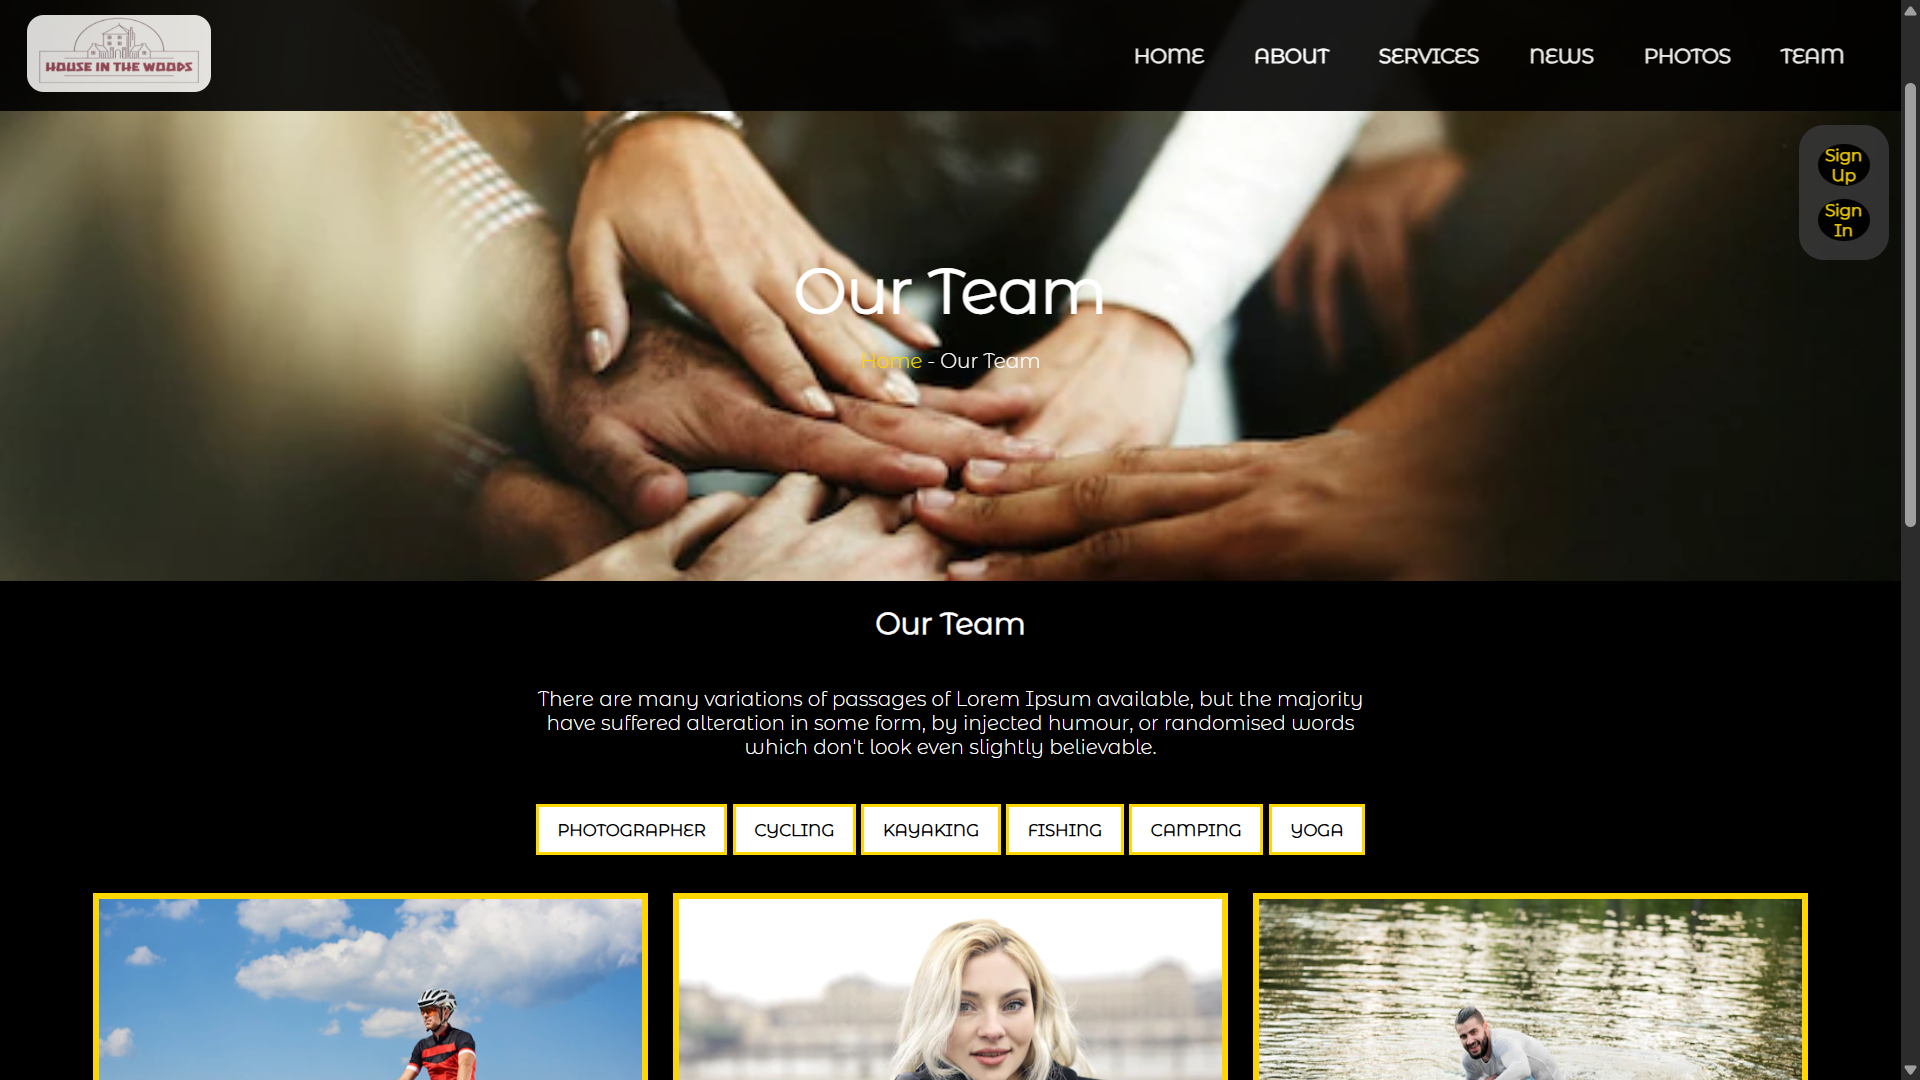 HOUSE IN THE WOODS
HOME ABOUT SERVICES NEWS PHOTOS TEAM
Sign
Up
Sign
In
Our Team
Home - Our Team
Our Team
There are many variations of passages of Lorem Ipsum available, but the majority
have suffered alteration in some form, by injected humour, or randomised words
which don't look even slightly believable.
PHOTOGRAPHER CYCLING KAYAKING FISHING CAMPING YOGA